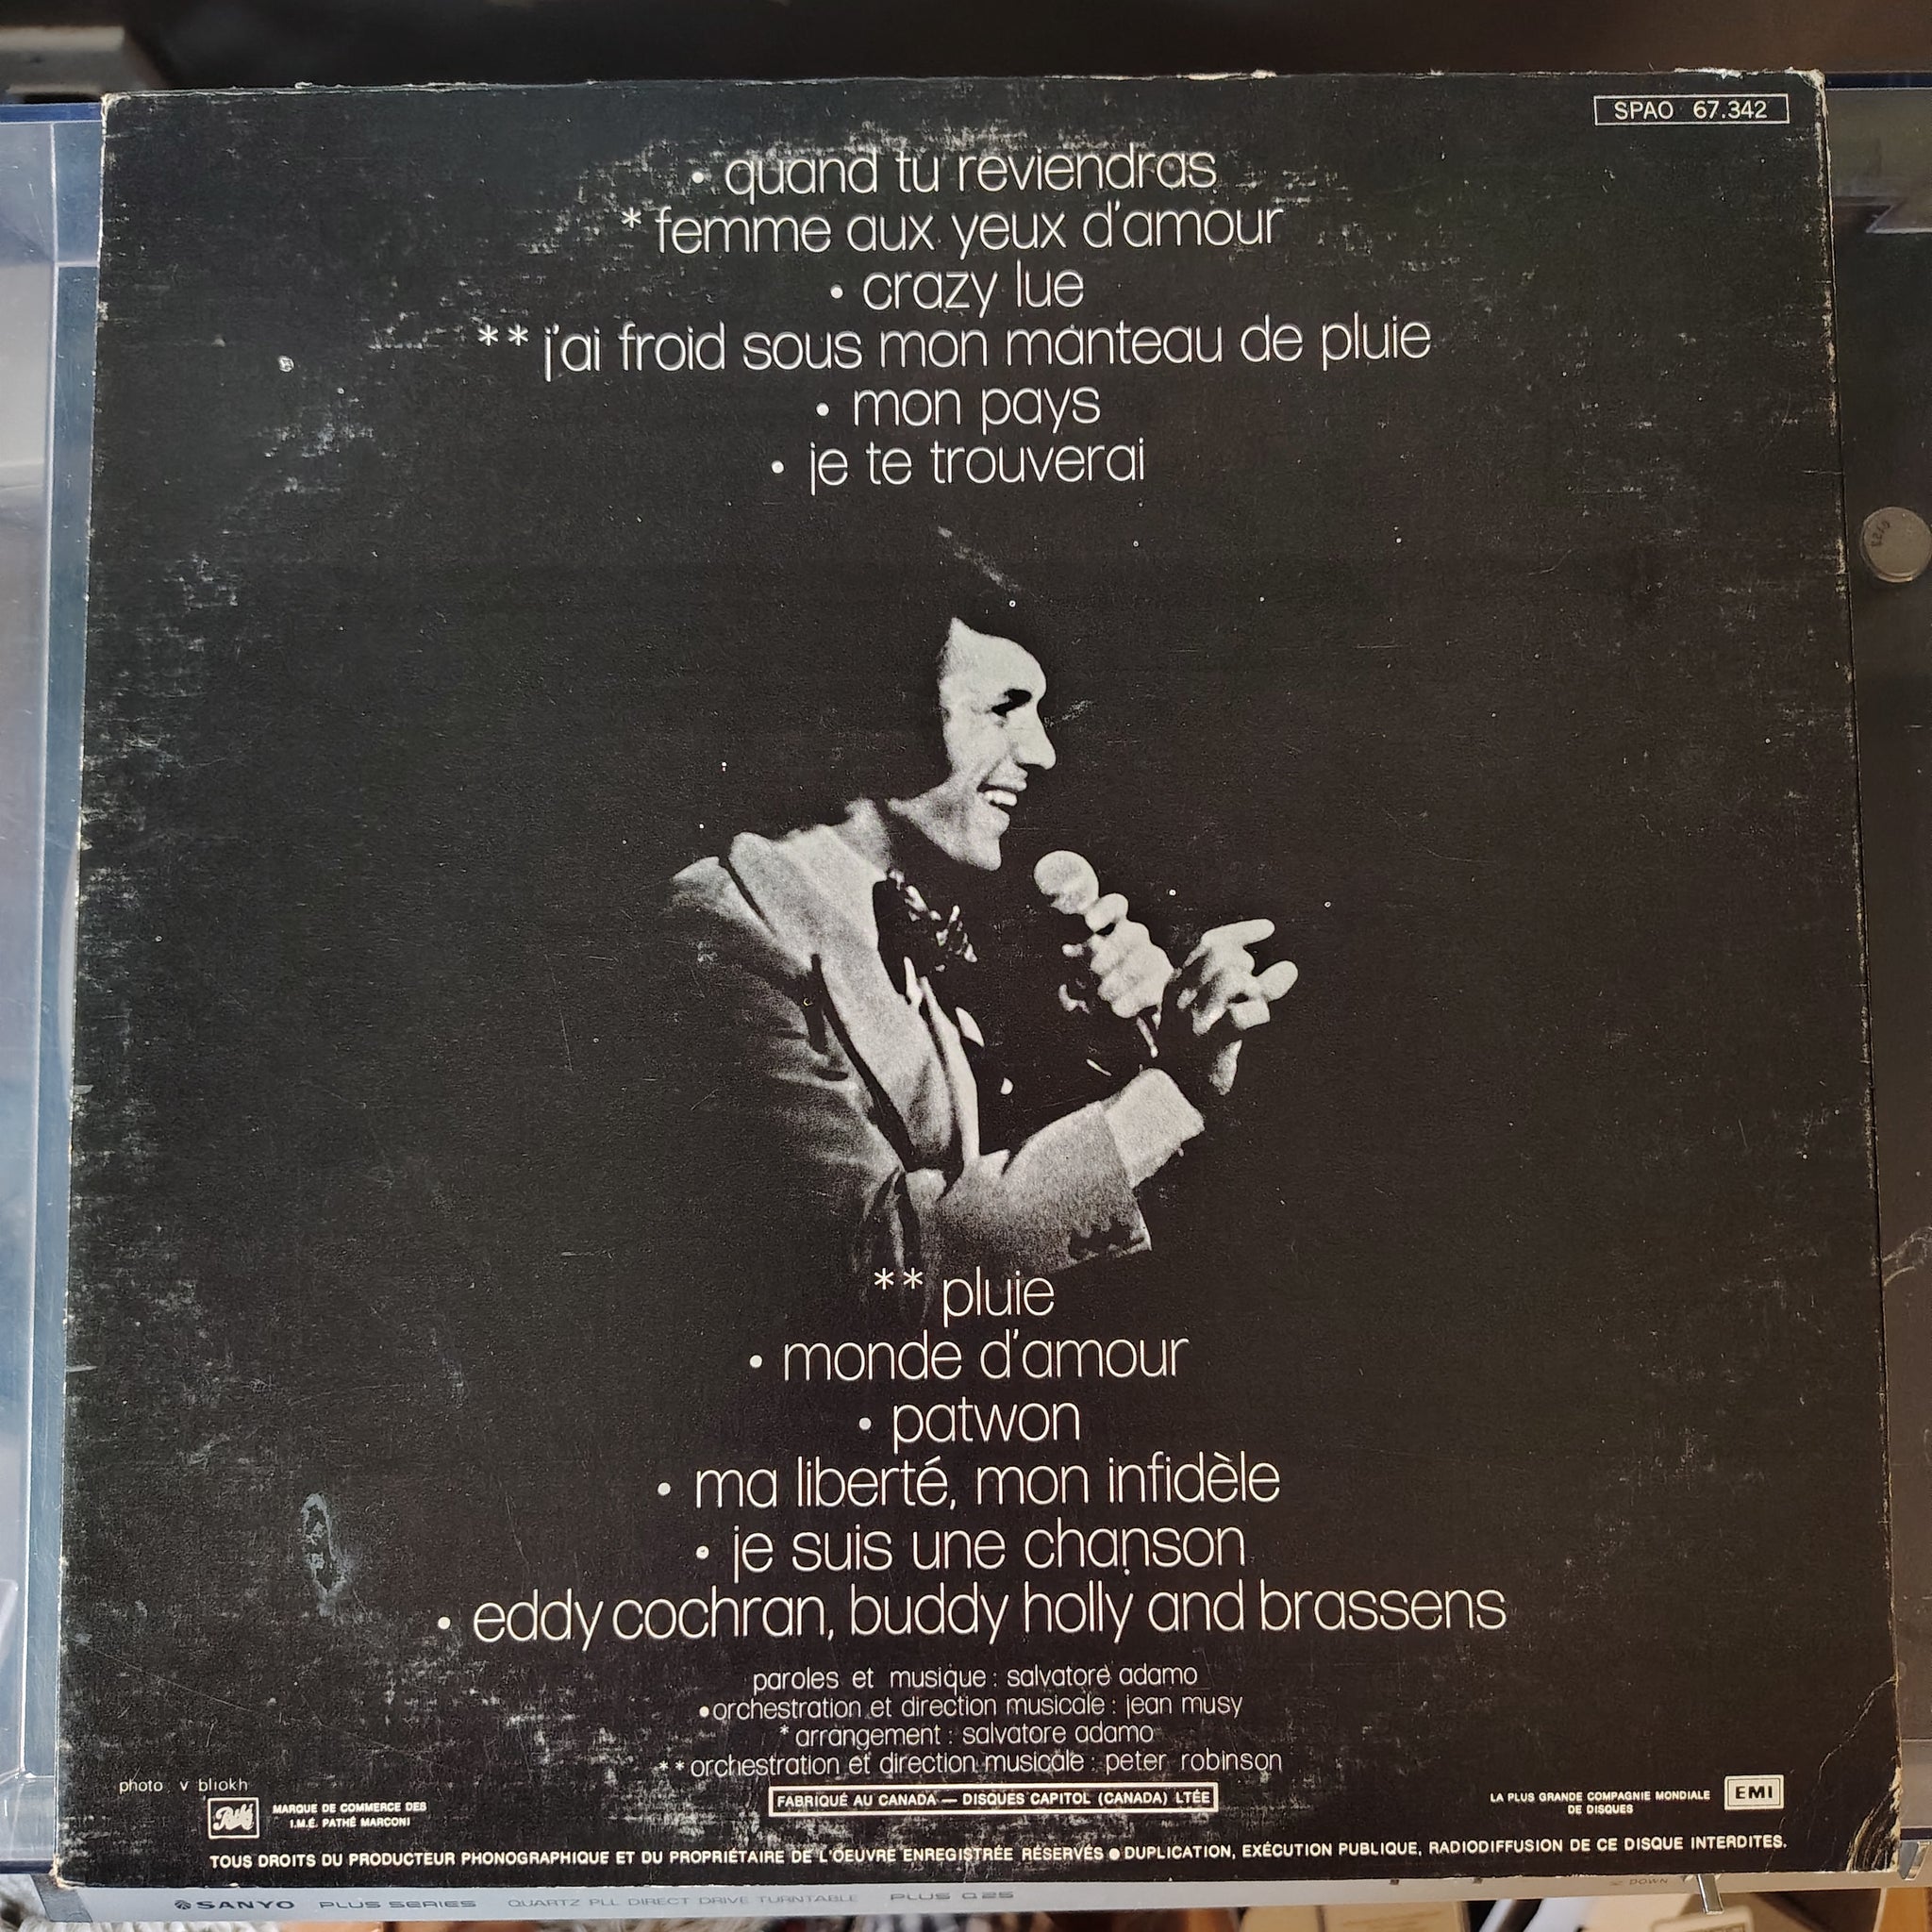 SPAO 67.342
• quand tu reviendras
* femme aux yeux d'amour
• crazy lue
** j'ai froid sous mon manteau de pluie
• mon pays
• je te trouverai
** pluie
• monde d'amour
• patwon
• ma liberté, mon infidèle
• je suis une chanson
• eddy cochran, buddy holly and brassens
paroles et musique : salvatore adamo
• orchestration et direction musicale : jean musy
* arrangement : salvatore adamo
** orchestration et direction musicale : peter robinson
photo v bliokh
Pathé
MARQUE DE COMMERCE DES
I.M.E. PATHÉ MARCONI
FABRIQUÉ AU CANADA — DISQUES CAPITOL (CANADA) LTÉE
LA PLUS GRANDE COMPAGNIE MONDIALE
DE DISQUES
EMI
TOUS DROITS DU PRODUCTEUR PHONOGRAPHIQUE ET DU PROPRIÉTAIRE DE L'OEUVRE ENREGISTRÉE RÉSERVÉS ● DUPLICATION, EXÉCUTION PUBLIQUE, RADIODIFFUSION DE CE DISQUE INTERDITES.
SANYO PLUS SERIES QUARTZ PLL DIRECT DRIVE TURNTABLE PLUS Q25
DOWN